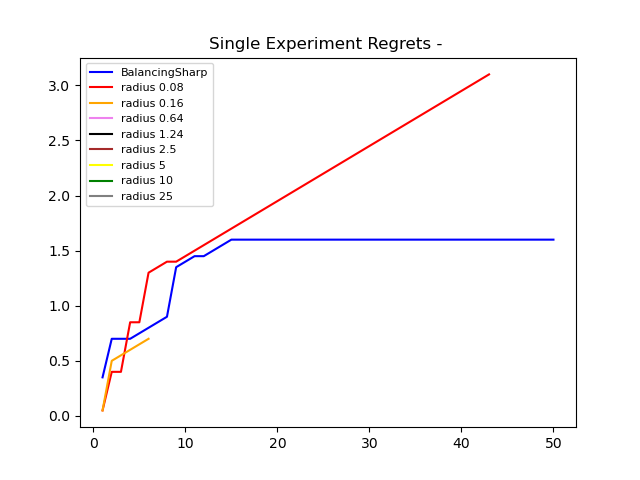 Single Experiment Regrets -
BalancingSharp
radius 0.08
radius 0.16
radius 0.64
radius 1.24
radius 2.5
radius 5
radius 10
radius 25
3.0
2.5
2.0
1.5
1.0
0.5
0.0
0 10 20 30 40 50